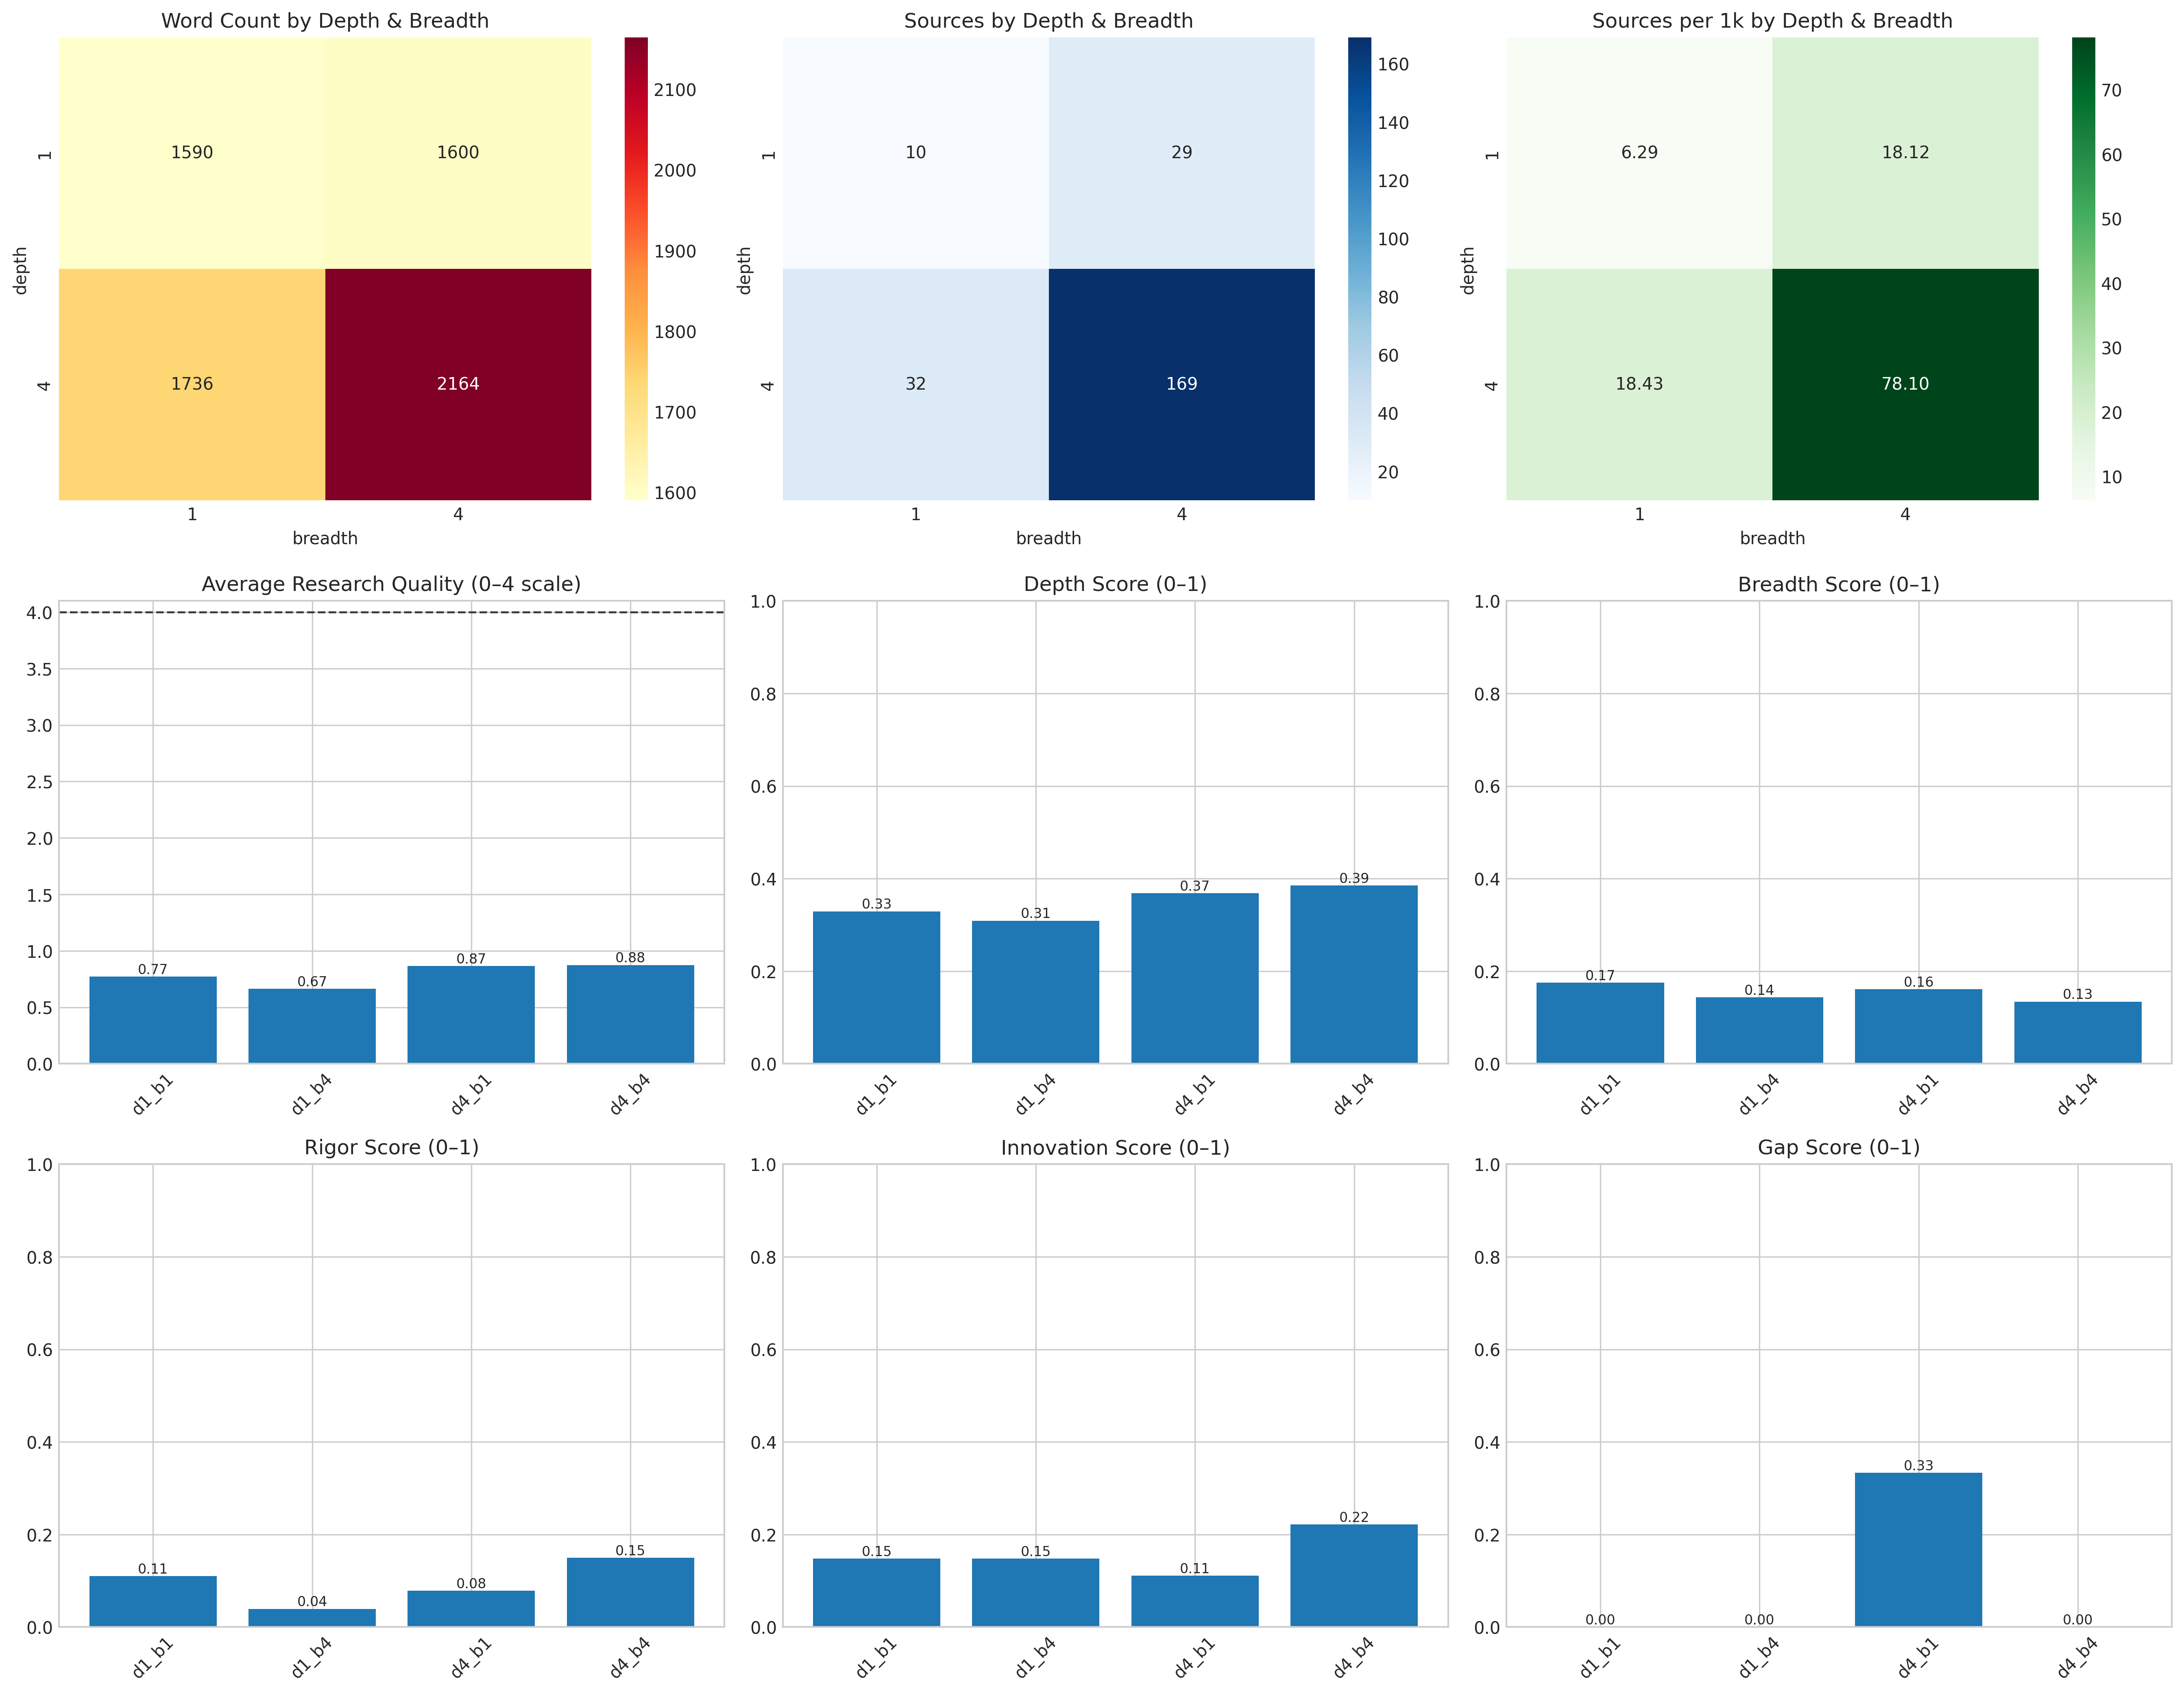 Word Count by Depth & Breadth
1590
1600
1736
2164
1
4
depth
1
4
breadth
2100
2000
1900
1800
1700
1600
Sources by Depth & Breadth
10
29
32
169
1
4
depth
1
4
breadth
160
140
120
100
80
60
40
20
Sources per 1k by Depth & Breadth
6.29
18.12
18.43
78.10
1
4
depth
1
4
breadth
70
60
50
40
30
20
10
Average Research Quality (0–4 scale)
4.0
3.5
3.0
2.5
2.0
1.5
1.0
0.5
0.0
0.77
0.67
0.87
0.88
d1_b1
d1_b4
d4_b1
d4_b4
Depth Score (0–1)
1.0
0.8
0.6
0.4
0.2
0.0
0.33
0.31
0.37
0.39
d1_b1
d1_b4
d4_b1
d4_b4
Breadth Score (0–1)
1.0
0.8
0.6
0.4
0.2
0.0
0.17
0.14
0.16
0.13
d1_b1
d1_b4
d4_b1
d4_b4
Rigor Score (0–1)
1.0
0.8
0.6
0.4
0.2
0.0
0.11
0.04
0.08
0.15
d1_b1
d1_b4
d4_b1
d4_b4
Innovation Score (0–1)
1.0
0.8
0.6
0.4
0.2
0.0
0.15
0.15
0.11
0.22
d1_b1
d1_b4
d4_b1
d4_b4
Gap Score (0–1)
1.0
0.8
0.6
0.4
0.2
0.0
0.00
0.00
0.33
0.00
d1_b1
d1_b4
d4_b1
d4_b4